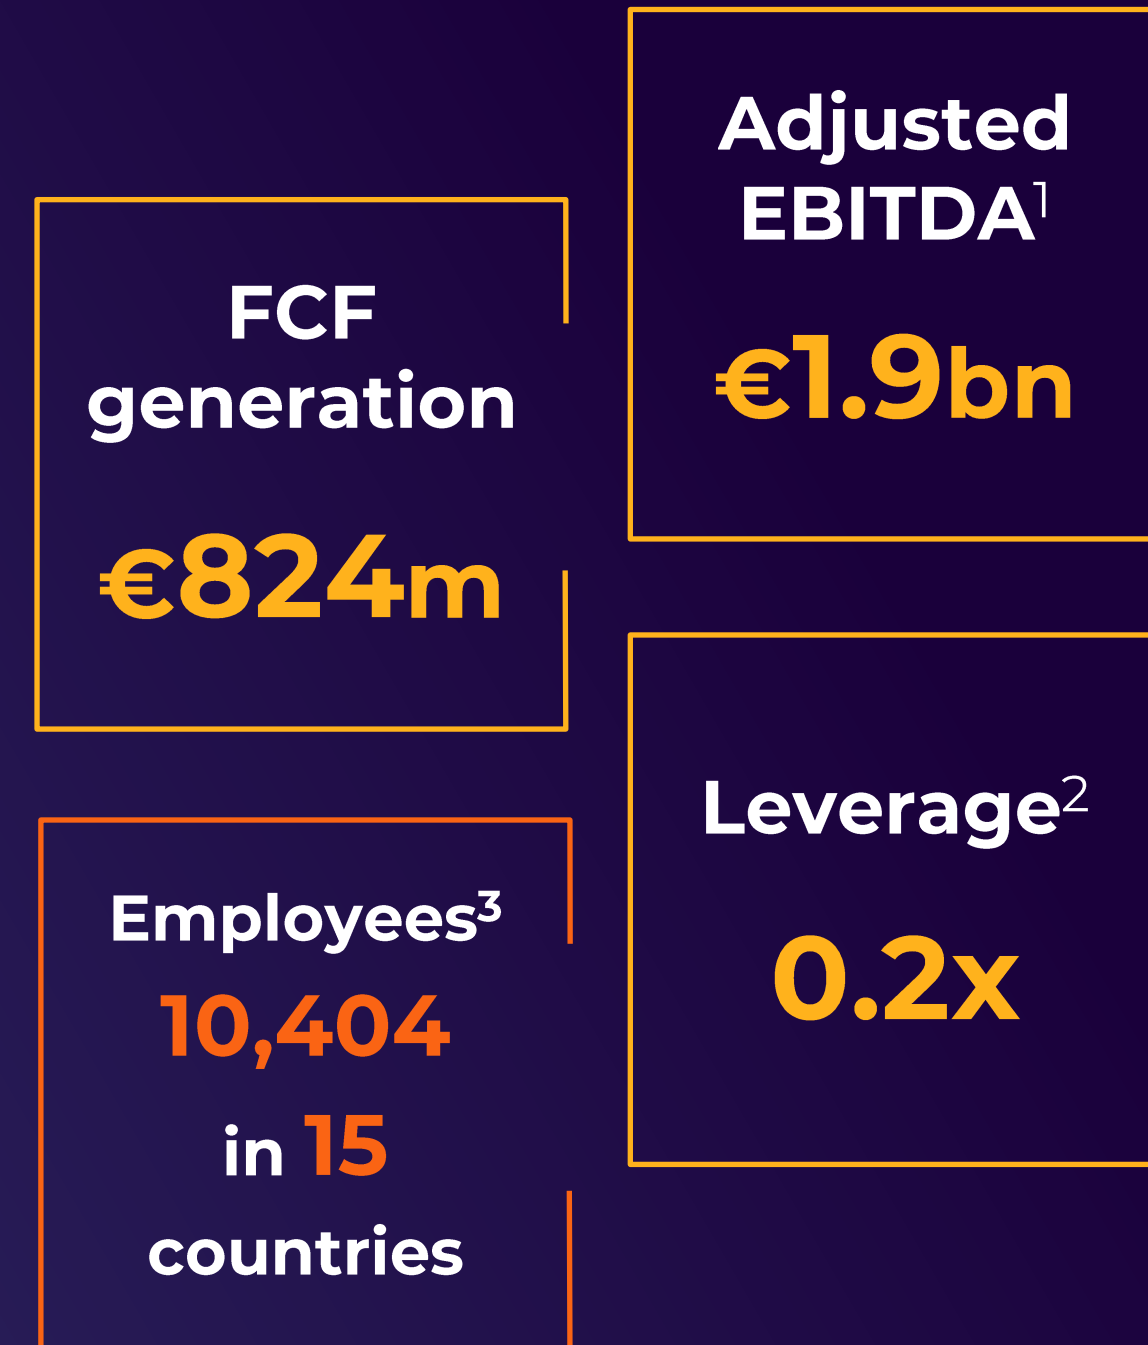 FCF
generation
€824m
Adjusted
EBITDA¹
€1.9bn
Employees³
10,404
in 15
countries
Leverage²
0.2x